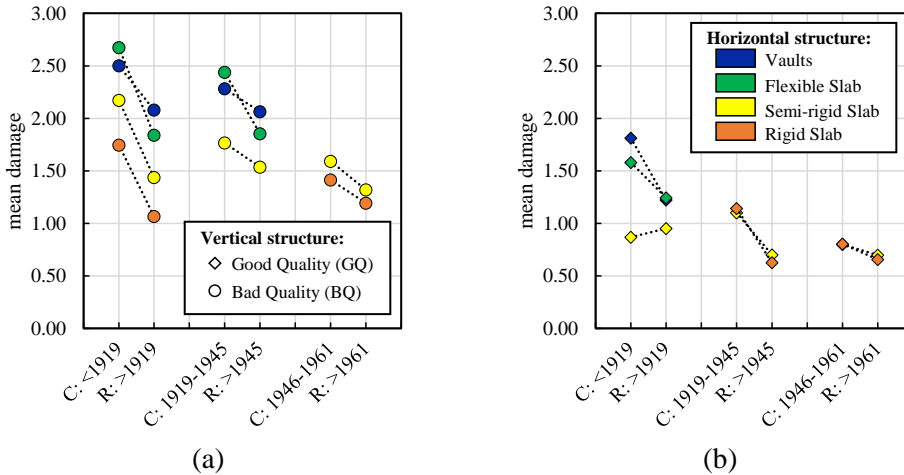 3.00
2.50
2.00
1.50
1.00
0.50
0.00
mean damage
Vertical structure:
Good Quality (GQ)
Bad Quality (BQ)
C: <1919
R: >1919
C: 1919-1945
R: >1945
C: 1946-1961
R: >1961
(a)
3.00
2.50
2.00
1.50
1.00
0.50
0.00
mean damage
Horizontal structure:
Vaults
Flexible Slab
Semi-rigid Slab
Rigid Slab
C: <1919
R: >1919
C: 1919-1945
R: >1945
C: 1946-1961
R: >1961
(b)